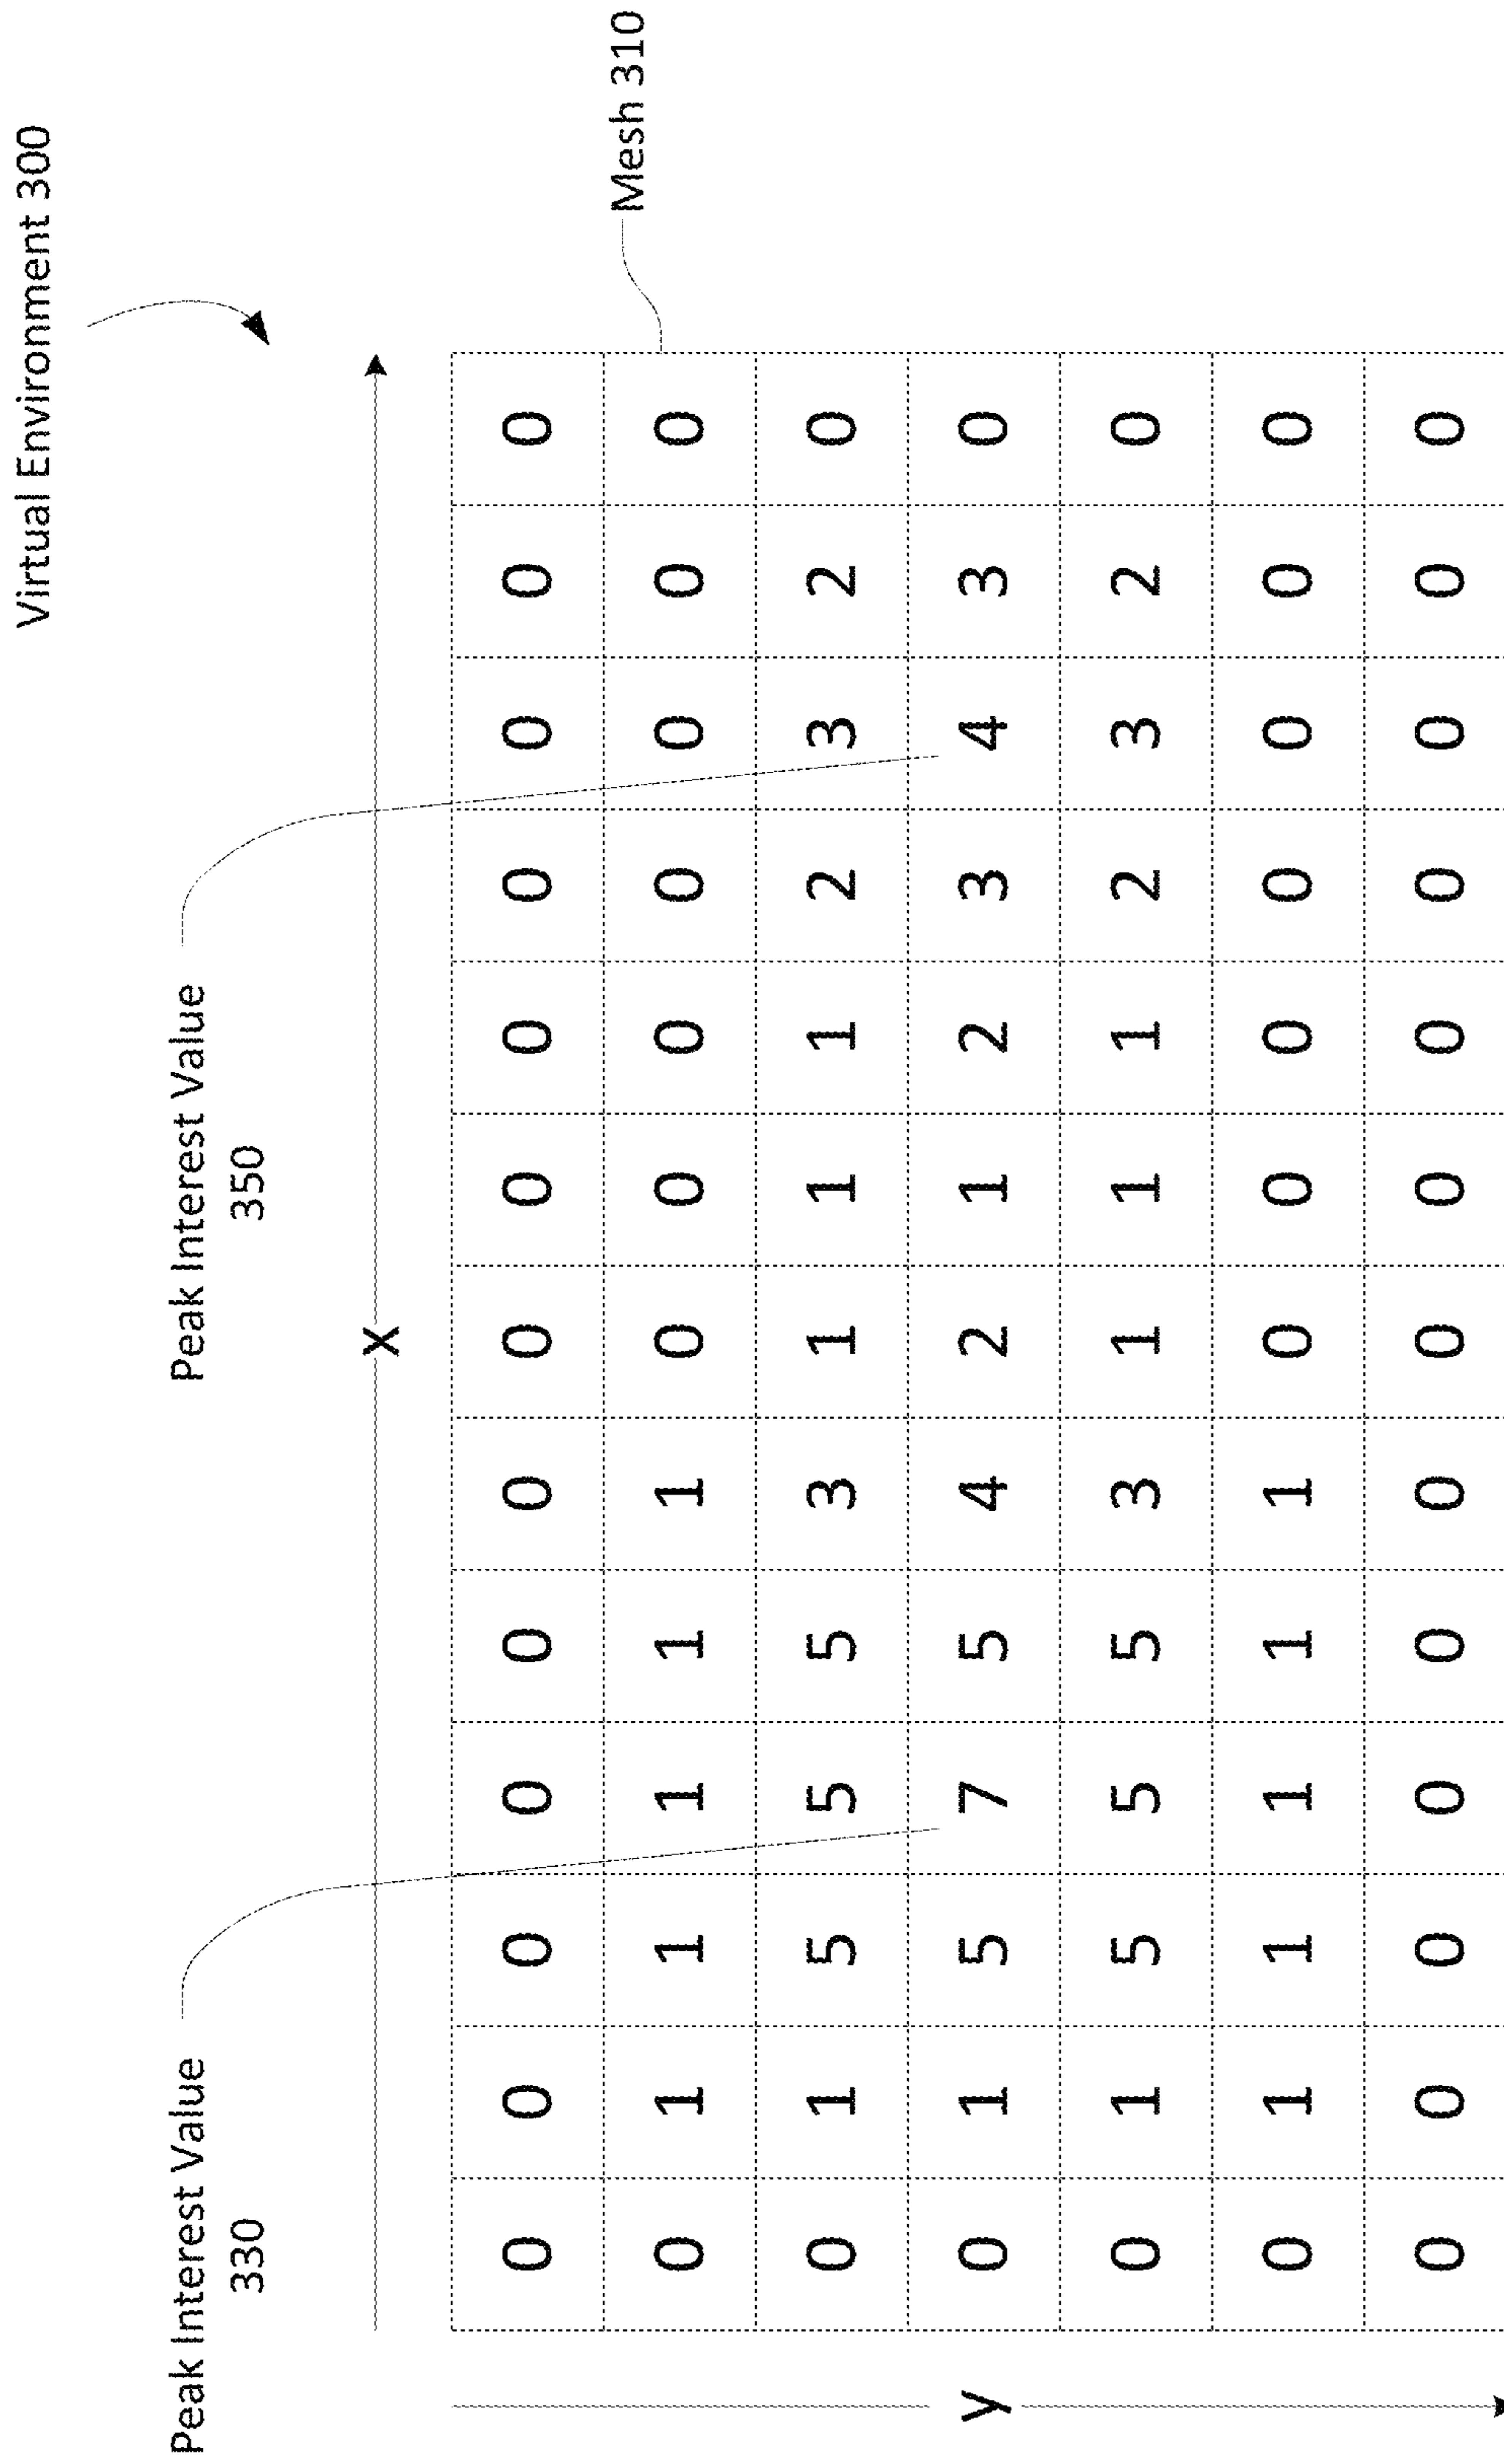 Virtual Environment 300
Peak Interest Value
330
Peak Interest Value
350
x
Mesh 310
y
0 0 0 0 0 0 0 0 0 0 0 0 0
0 1 1 1 1 1 0 0 0 0 0 0 0
0 1 5 5 5 3 1 1 1 2 3 2 0
0 1 5 7 5 4 2 1 2 3 4 3 0
0 1 5 5 5 3 1 1 1 2 3 2 0
0 1 1 1 1 1 0 0 0 0 0 0 0
0 0 0 0 0 0 0 0 0 0 0 0 0